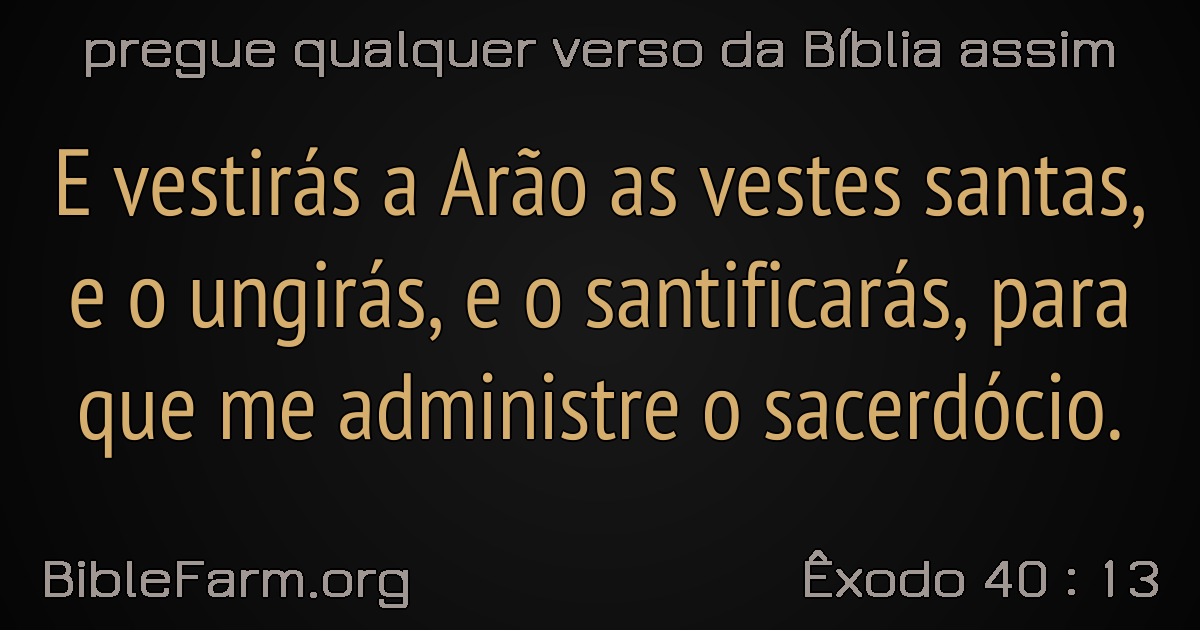 pregue qualquer verso da Bíblia assim
E vestirás a Arão as vestes santas,
e o ungirás, e o santificarás, para
que me administre o sacerdócio.
BibleFarm.org
Êxodo 40 : 13